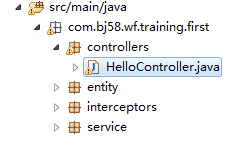 src/main/java
com.bj58.wf.training.first
controllers
HelloController.java
entity
interceptors
service